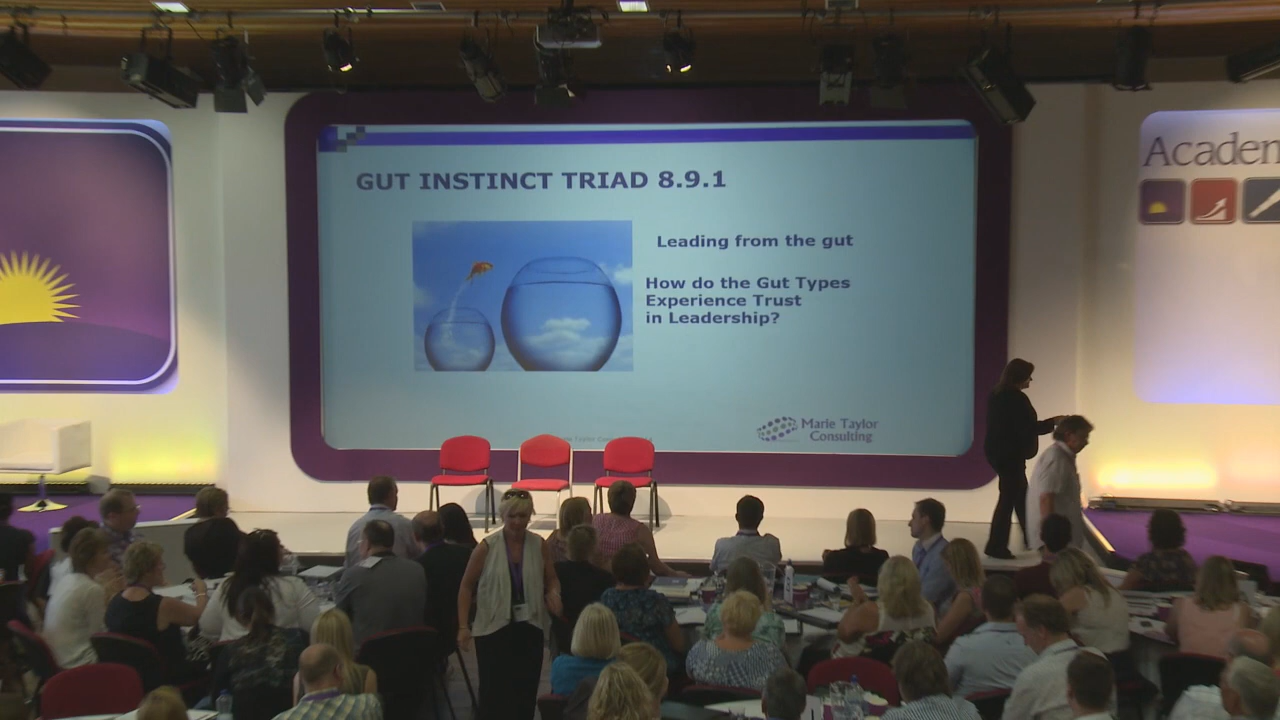 GUT INSTINCT TRIAD 8.9.1
Leading from the gut
How do the Gut Types
Experience Trust
in Leadership?
Marie Taylor
Consulting
Academ